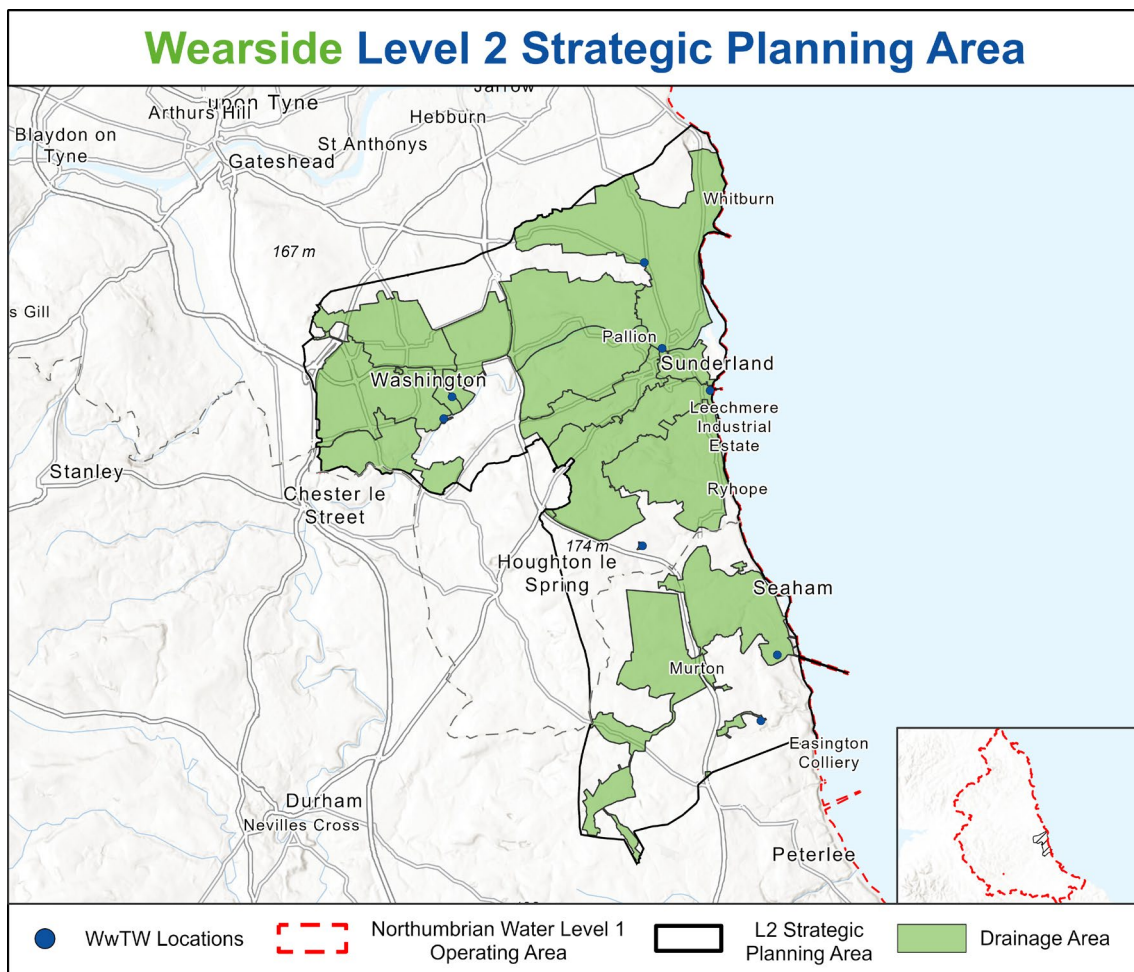 Wearside Level 2 Strategic Planning Area
Jarrow
upon Tyne
Arthurs Hill
Hebburn
Blaydon on
Tyne
St Anthonys
Gateshead
Whitburn
167 m
s Gill
Pallion
Sunderland
Washington
Leechmere
Industrial
Estate
Stanley
Chester le
Street
Ryhope
174 m
Houghton le
Spring
Seaham
Murton
Easington
Colliery
Durham
Nevilles Cross
Peterlee
WwTW Locations
Northumbrian Water Level 1
Operating Area
L2 Strategic
Planning Area
Drainage Area